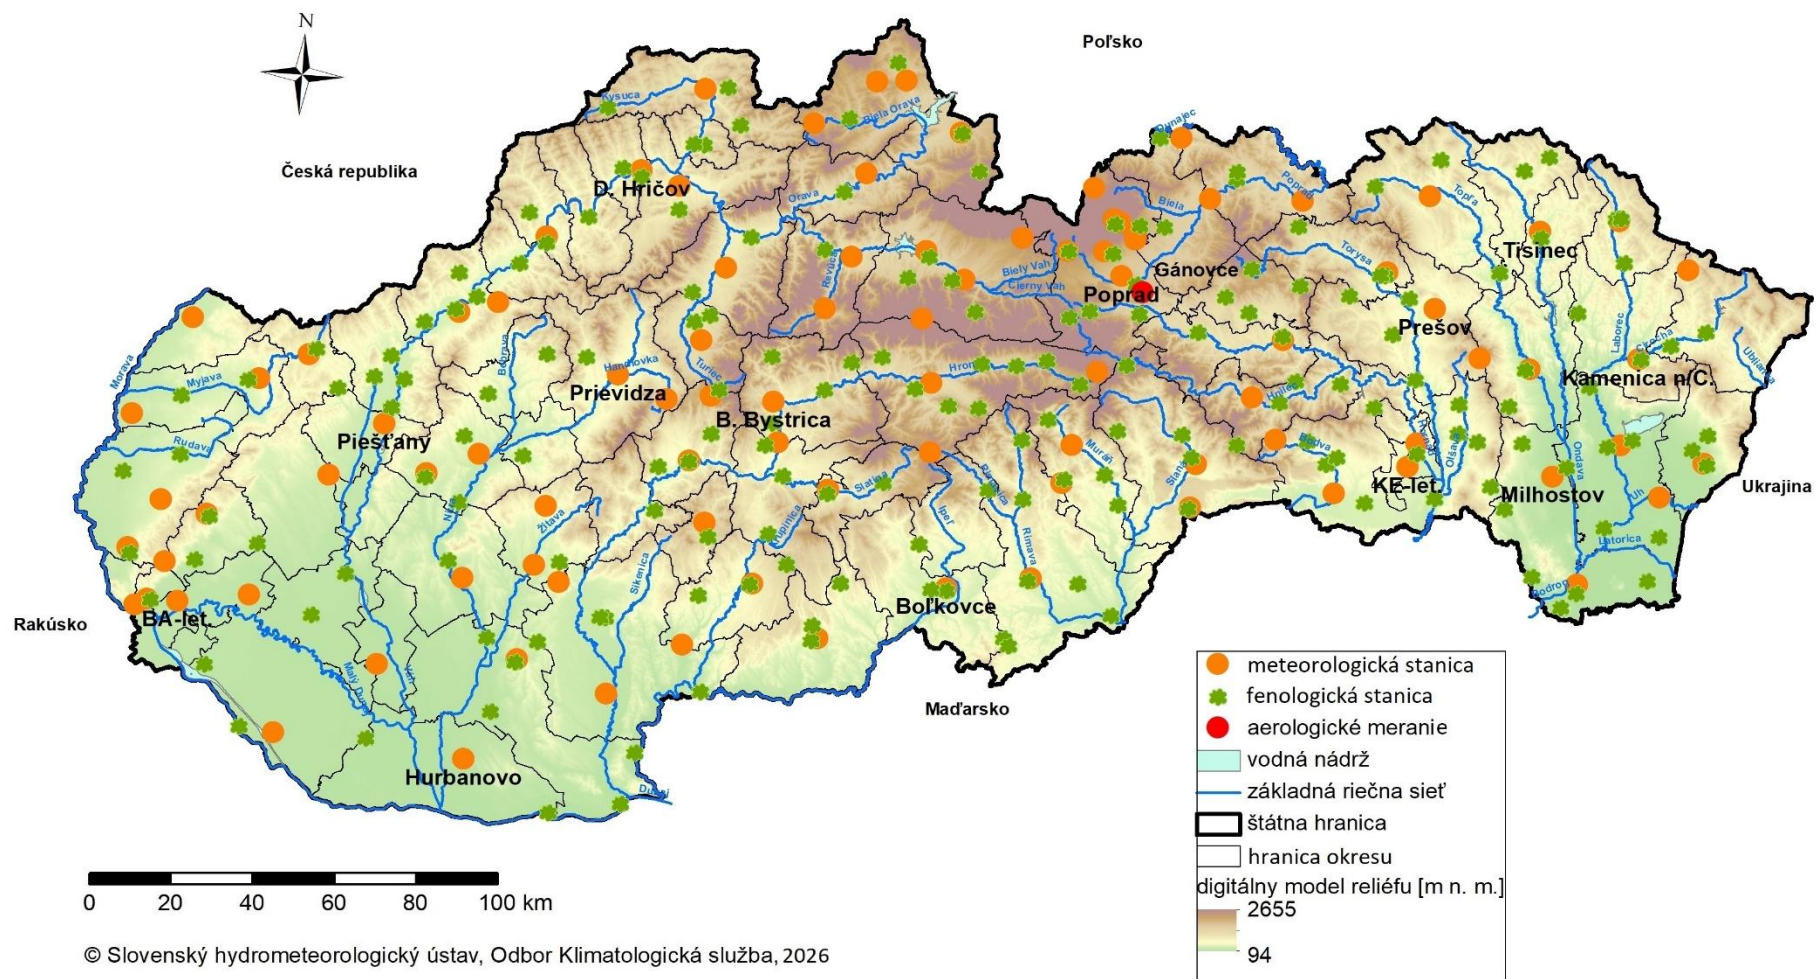 N
Poľsko
Česká republika
Kysuca
Biela Orava
Dunajec
D. Hričov
Orava
Biela
Poprad
Topľa
Torysa
Tisinec
Revúca
Biely Vah
Čierny Vah
Gánovce
Poprad
Prešov
Laborec
Cirocha
Ublianka
Kamenica n/C.
Morava
Myjava
Rudava
Bebrava
Handlovka
Turiec
Prievidza
Hron
Hnilec
B. Bystrica
Piešťany
Muráň
Bodva
Hornád
Olšava
Ondava
Slatina
Rimavica
Slaná
KE-let.
Milhostov
Uh
Ukrajina
Nitra
Žitava
Krupinica
Ipeľ
Rimava
Sikenica
Latorica
Bodrog
Rakúsko
BA-let.
Boľkovce
Malý Dunaj
Váh
Maďarsko
Hurbanovo
Dunaj
meteorologická stanica
fenologická stanica
aerologické meranie
vodná nádrž
základná riečna sieť
štátna hranica
hranica okresu
digitálny model reliéfu [m n. m.]
2655
94
0 20 40 60 80 100 km
© Slovenský hydrometeorologický ústav, Odbor Klimatologická služba, 2026